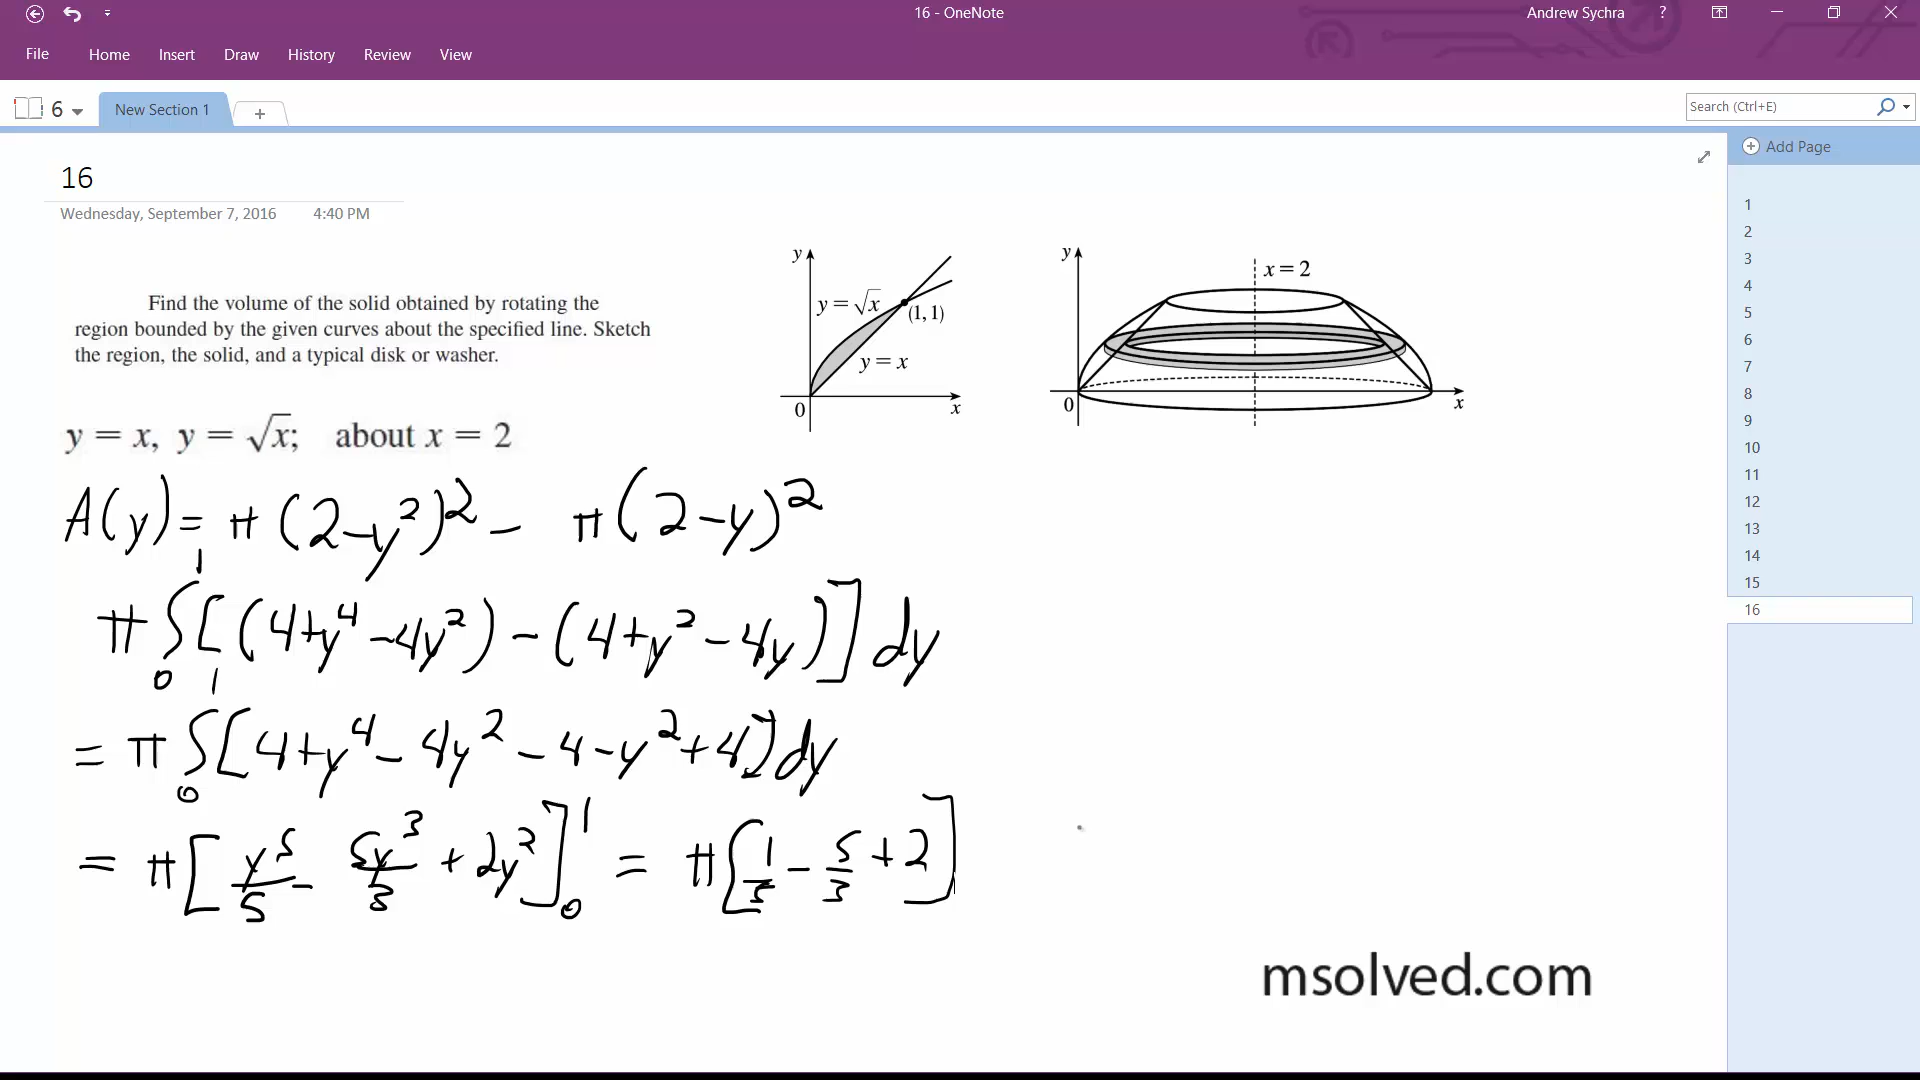 16 - OneNote
Andrew Sychra
?
File Home Insert Draw History Review View
6
New Section 1
+
Search (Ctrl+E)
Add Page
16
Wednesday, September 7, 2016 4:40 PM
Find the volume of the solid obtained by rotating the
region bounded by the given curves about the specified line. Sketch
the region, the solid, and a typical disk or washer.
y = x, y = √x; about x = 2
y
y = √x
(1, 1)
y = x
0
x
y
x = 2
0
x
A(y) = π(2-y²)² - π(2-y)²
π∫₀¹[(4+y⁴-4y²)-(4+y²-4y)]dy
= π∫₀¹[4+y⁴-4y²-4-y²+4]dy
= π[y⁵/5 - 5y³/3 + 2y²]₀¹ = π[1/5 - 5/3 + 2]
msolved.com
1
2
3
4
5
6
7
8
9
10
11
12
13
14
15
16